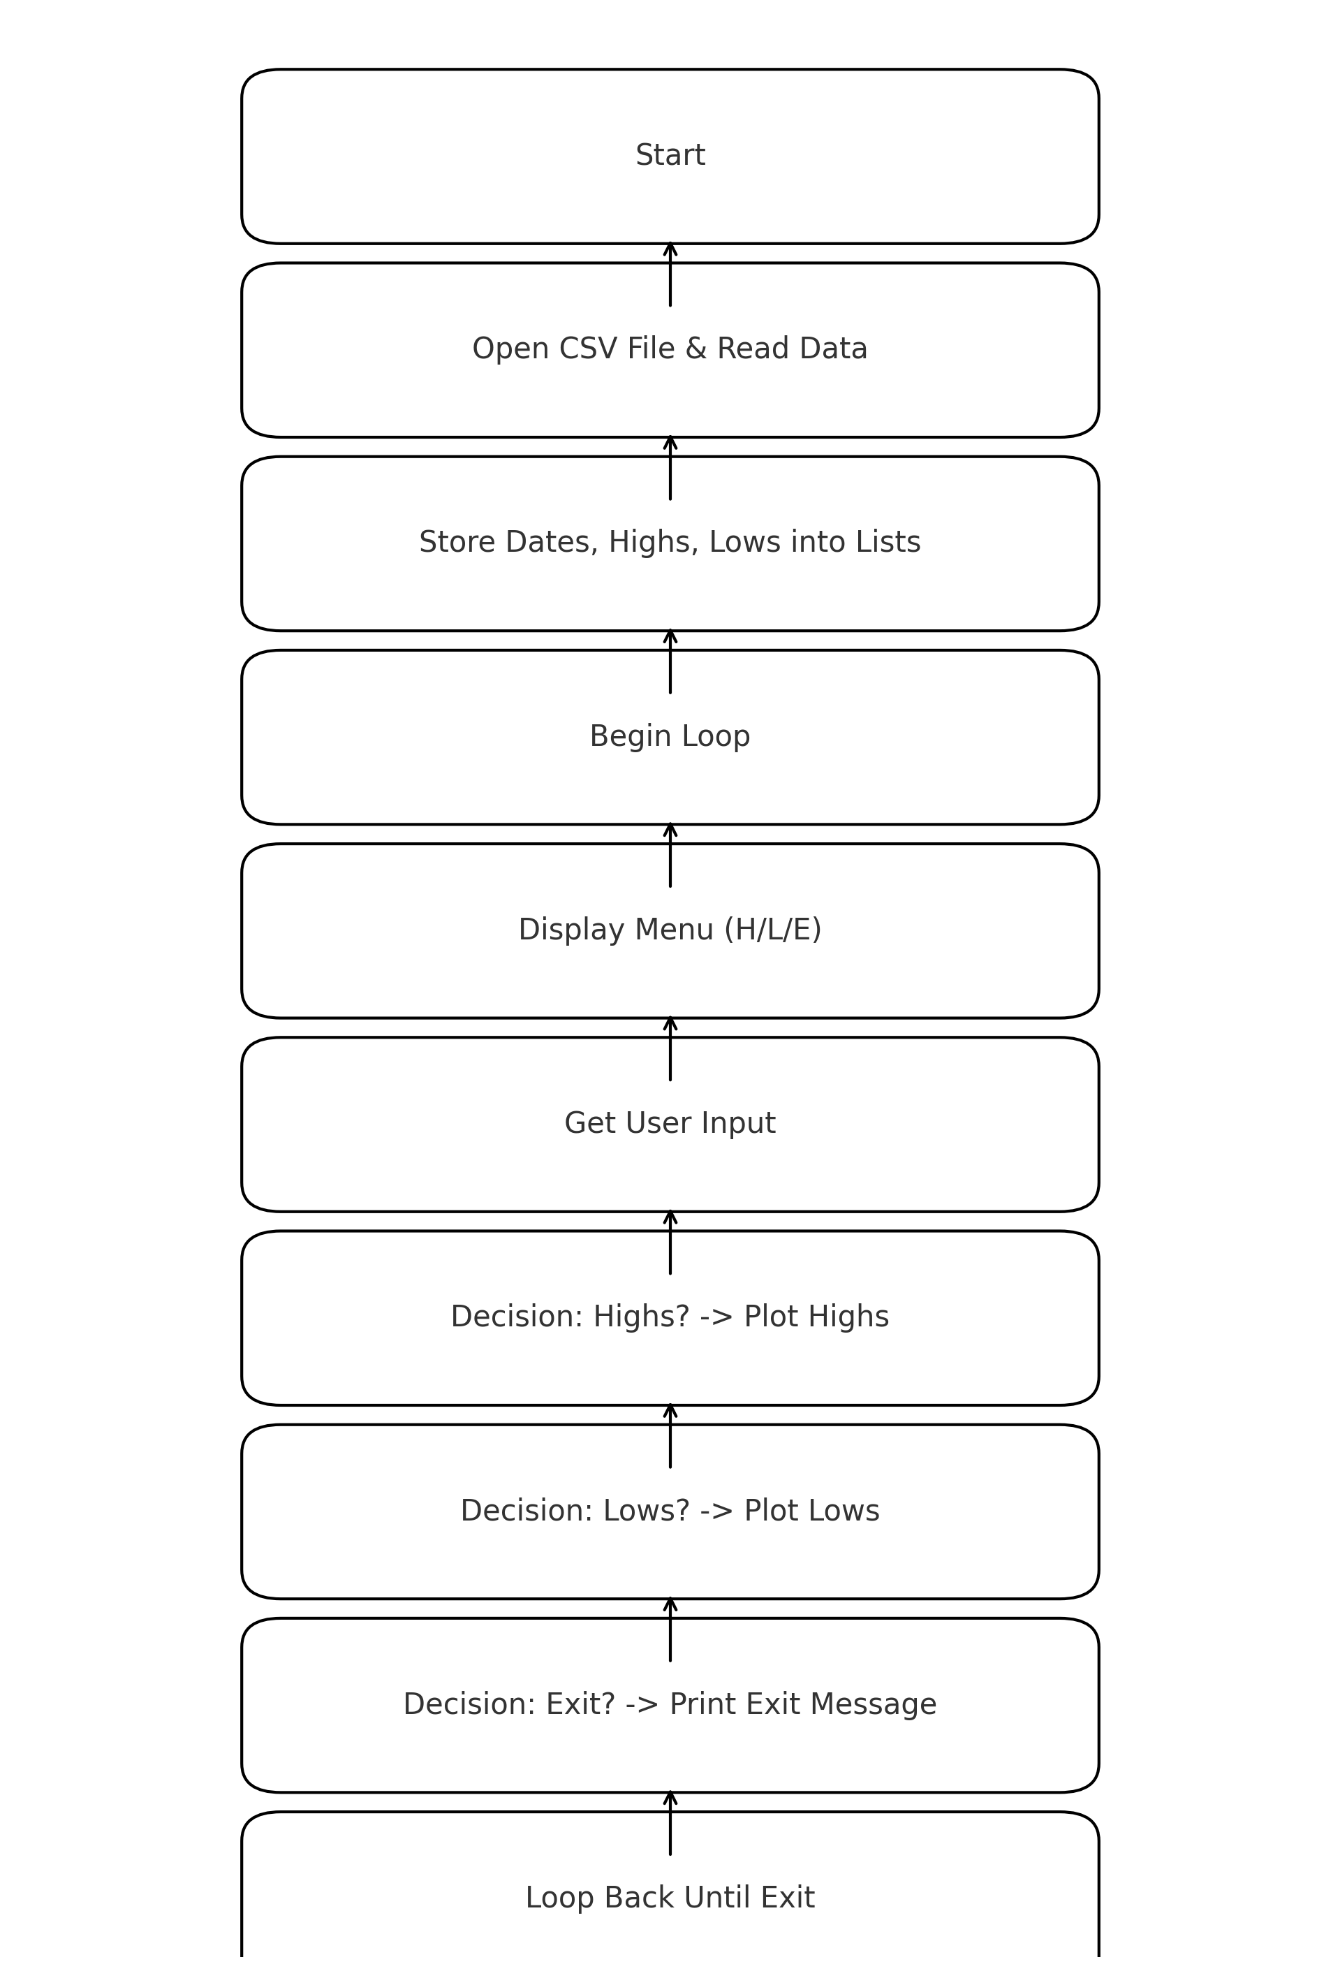 Start
Open CSV File & Read Data
Store Dates, Highs, Lows into Lists
Begin Loop
Display Menu (H/L/E)
Get User Input
Decision: Highs? -> Plot Highs
Decision: Lows? -> Plot Lows
Decision: Exit? -> Print Exit Message
Loop Back Until Exit